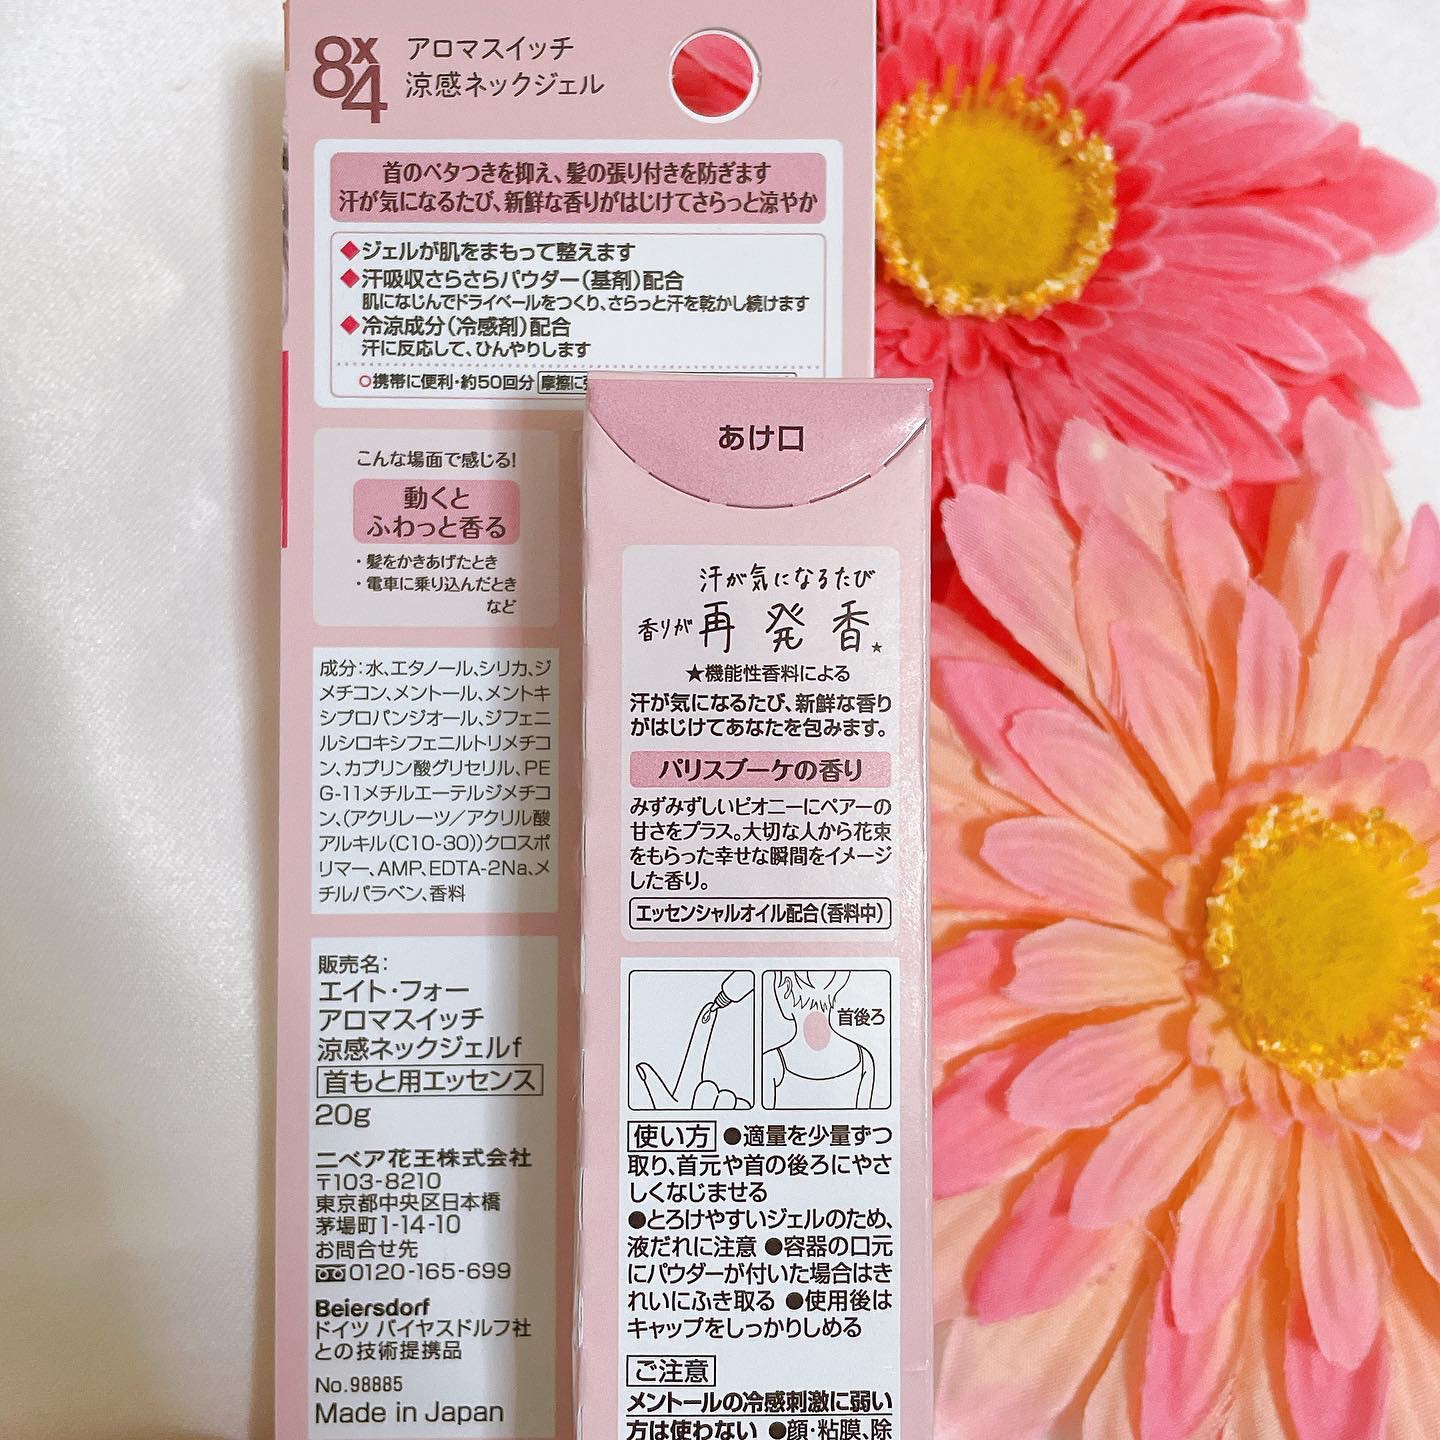 8x4
アロマスイッチ
涼感ネックジェル
首のベタつきを抑え、髪の張り付きを防ぎます
汗が気になるたび、新鮮な香りがはじけてさらっと涼やか
◆ジェルが肌をまもって整えます
◆汗吸収さらさらパウダー(基剤)配合
肌になじんでドライベールをつくり、さらっと汗を乾かし続けます
◆冷涼成分(冷感剤)配合
汗に反応して、ひんやりします
○携帯に便利・約50回分 摩擦に
こんな場面で感じる!
動くと
ふわっと香る
・髪をかきあげたとき
・電車に乗り込んだとき
など
成分:水、エタノール、シリカ、ジ
メチコン、メントール、メントキ
シプロパンジオール、ジフェニ
ルシロキシフェニルトリメチコ
ン、カプリン酸グリセリル、PE
G-11メチルエーテルジメチコ
ン、(アクリレーツ/アクリル酸
アルキル(C10-30))クロスポ
リマー、AMP、EDTA-2Na、メ
チルパラベン、香料
販売名:
エイト・フォー
アロマスイッチ
涼感ネックジェルf
首もと用エッセンス
20g
ニベア花王株式会社
〒103-8210
東京都中央区日本橋
茅場町1-14-10
お問合せ先
0120-165-699
Beiersdorf
ドイツ バイヤスドルフ社
との技術提携品
No.98885
Made in Japan
あけ口
汗が気になるたび
香りが再発香★
★機能性香料による
汗が気になるたび、新鮮な香り
がはじけてあなたを包みます。
パリスブーケの香り
みずみずしいピオニーにペアーの
甘さをプラス。大切な人から花束
をもらった幸せな瞬間をイメージ
した香り。
エッセンシャルオイル配合(香料中)
首後ろ
使い方 ●適量を少量ずつ
取り、首元や首の後ろにやさ
しくなじませる
●とろけやすいジェルのため、
液だれに注意 ●容器の口元
にパウダーが付いた場合はき
れいにふき取る ●使用後は
キャップをしっかりしめる
ご注意
メントールの冷感刺激に弱い
方は使わない ●顔・粘膜、除